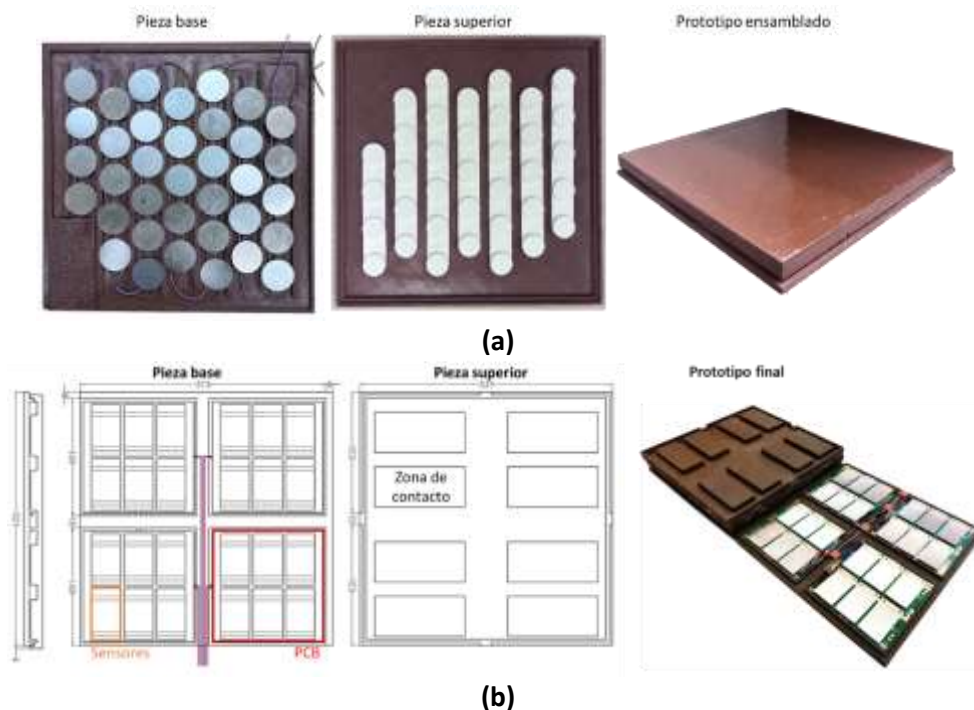 Pieza base
Pieza superior
Prototipo ensamblado
(a)
Pieza base
Pieza superior
Prototipo final
Zona de
contacto
Sensores
PCB
(b)